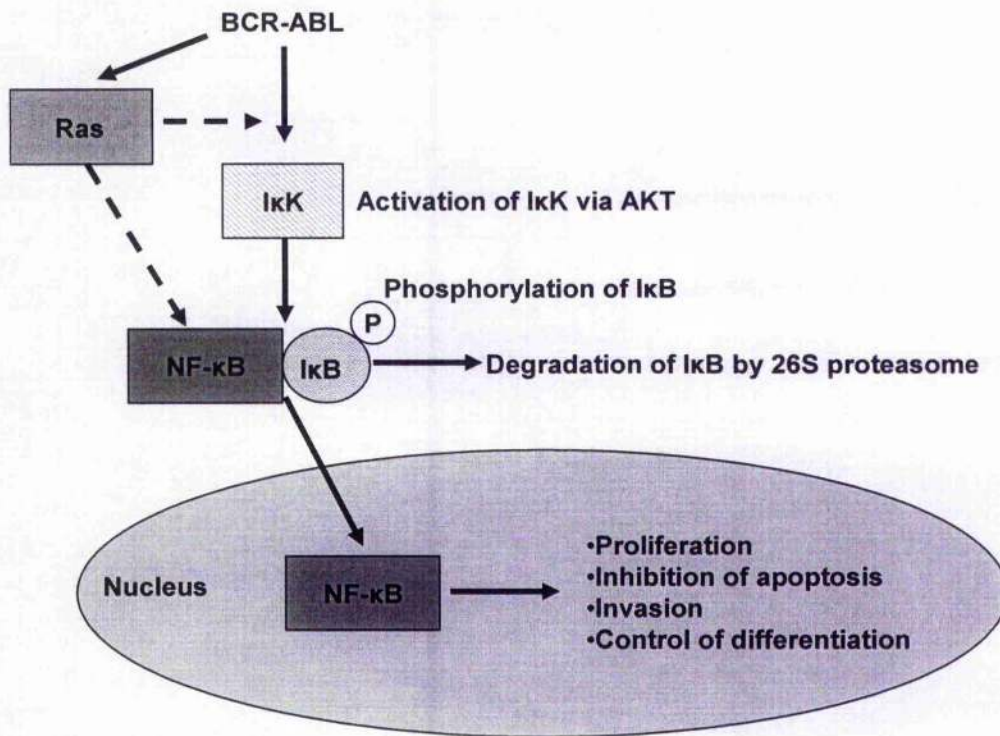 BCR-ABL
Ras
IκK
Activation of IκK via AKT
Phosphorylation of IκB
P
NF-κB
IκB
Degradation of IκB by 26S proteasome
Nucleus
NF-κB
•Proliferation
•Inhibition of apoptosis
•Invasion
•Control of differentiation